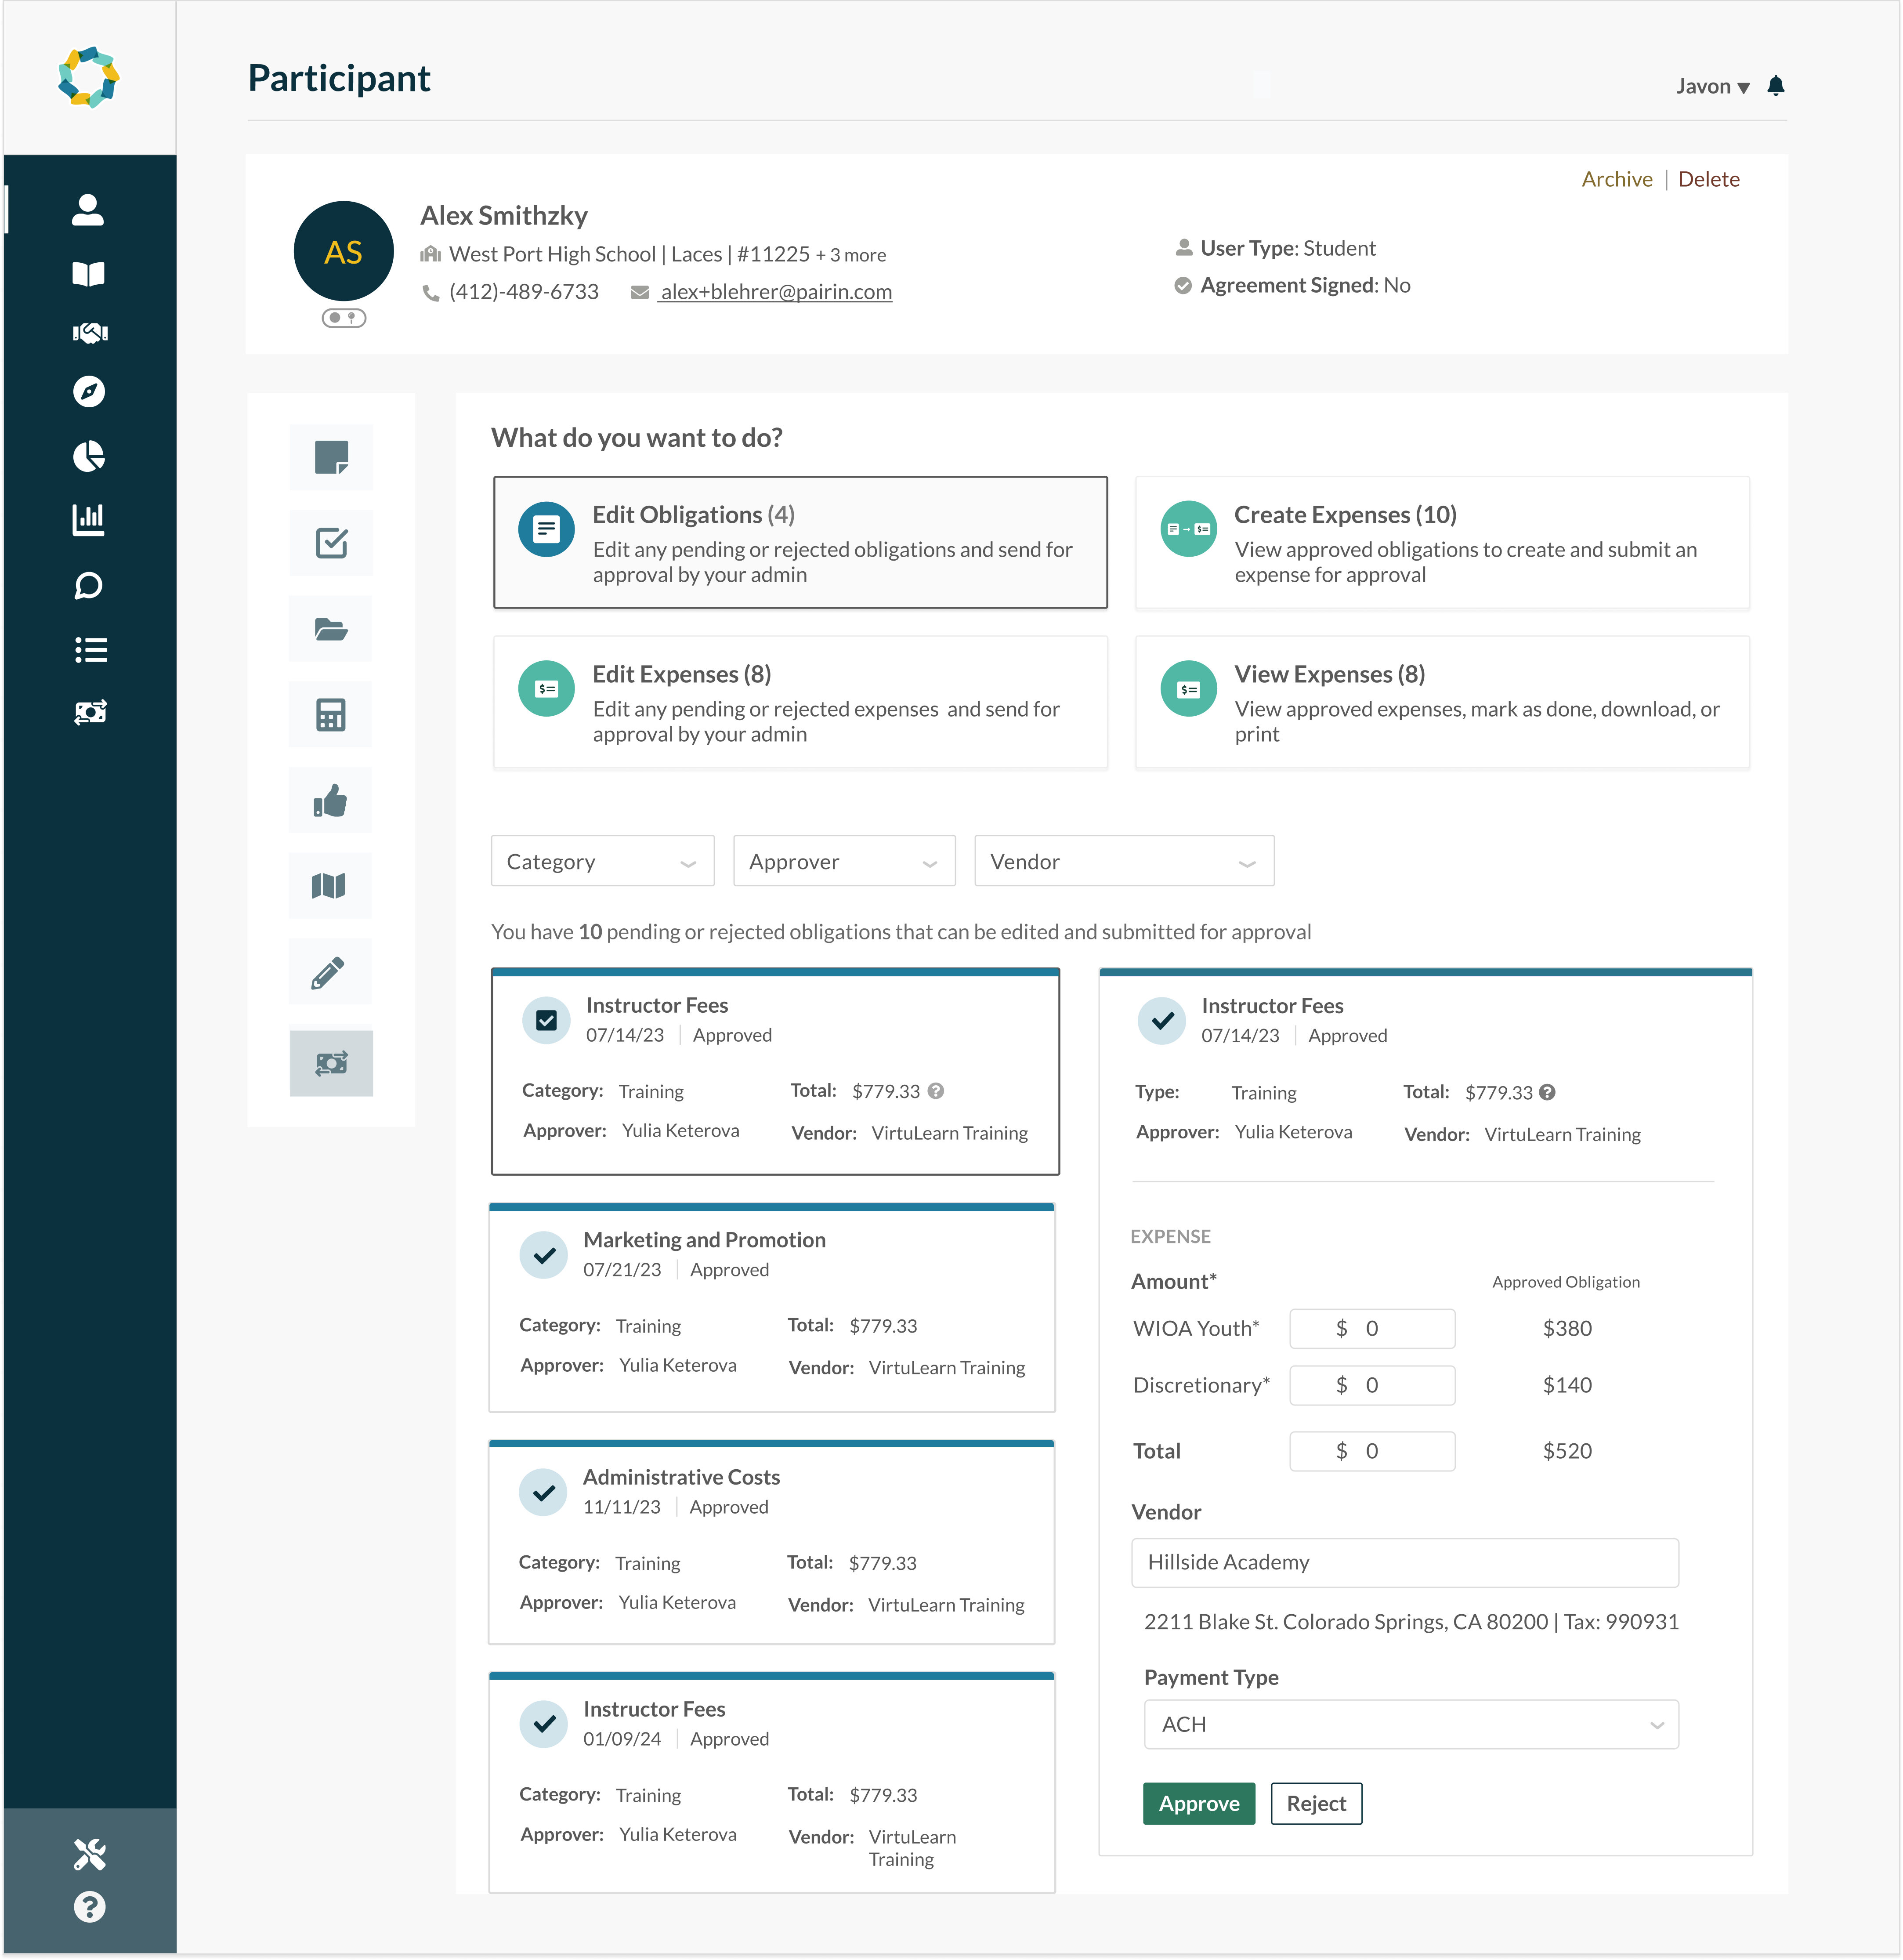 Participant
Javon
Archive | Delete
AS
Alex Smithzky
West Port High School | Laces | #11225 + 3 more
(412)-489-6733 alex+blehrer@pairin.com
User Type: Student
Agreement Signed: No
What do you want to do?
Edit Obligations (4)
Edit any pending or rejected obligations and send for
approval by your admin
Create Expenses (10)
View approved obligations to create and submit an
expense for approval
Edit Expenses (8)
Edit any pending or rejected expenses and send for
approval by your admin
View Expenses (8)
View approved expenses, mark as done, download, or
print
Category
Approver
Vendor
You have 10 pending or rejected obligations that can be edited and submitted for approval
Instructor Fees
07/14/23 | Approved
Category: Training
Total: $779.33
Approver: Yulia Keterova
Vendor: VirtuLearn Training
Marketing and Promotion
07/21/23 | Approved
Category: Training
Total: $779.33
Approver: Yulia Keterova
Vendor: VirtuLearn Training
Administrative Costs
11/11/23 | Approved
Category: Training
Total: $779.33
Approver: Yulia Keterova
Vendor: VirtuLearn Training
Instructor Fees
01/09/24 | Approved
Category: Training
Total: $779.33
Approver: Yulia Keterova
Vendor: VirtuLearn
Training
Instructor Fees
07/14/23 | Approved
Type: Training
Total: $779.33
Approver: Yulia Keterova
Vendor: VirtuLearn Training
EXPENSE
Amount*
Approved Obligation
WIOA Youth* $ 0 $380
Discretionary* $ 0 $140
Total $ 0 $520
Vendor
Hillside Academy
2211 Blake St. Colorado Springs, CA 80200 | Tax: 990931
Payment Type
ACH
Approve
Reject